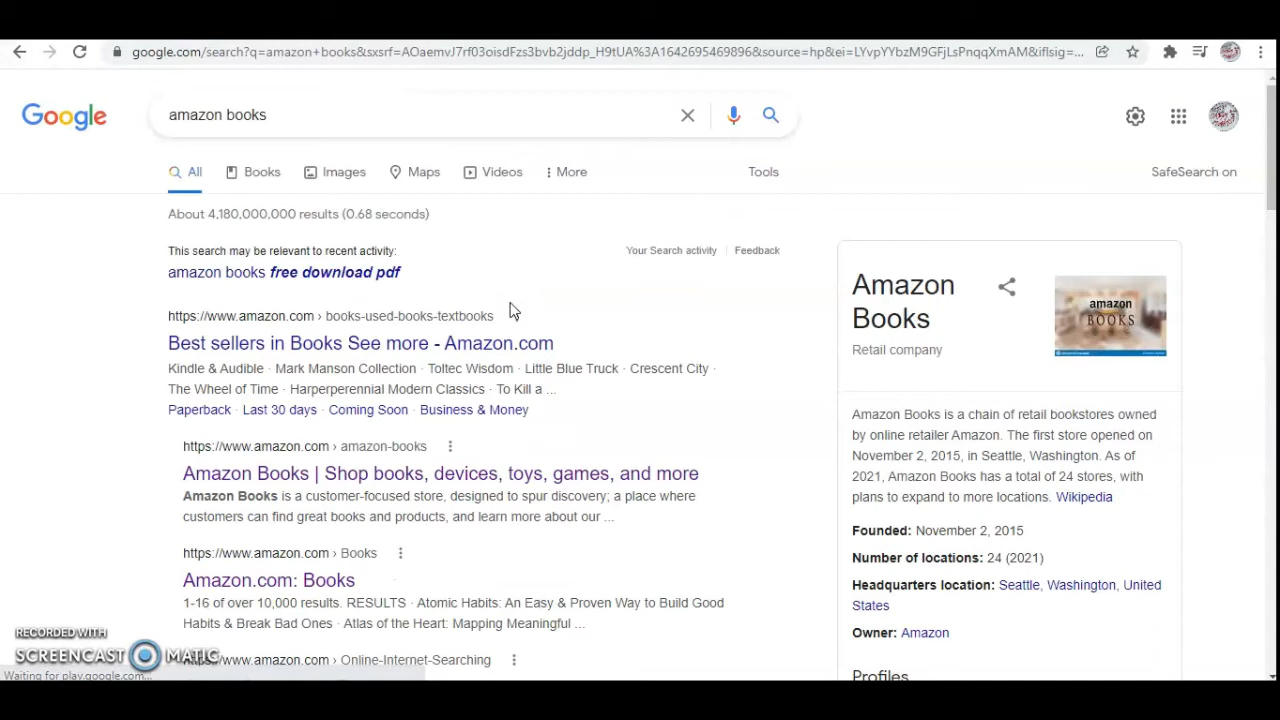 google.com/search?q=amazon+books&sxsrf=AOaemvJ7rf03oisdFzs3bvb2jddp_H9tUA%3A1642695469896&source=hp&ei=LYvpYYbzM9GFjLsPnqqXmAM&iflsig=...
Google
amazon books
All Books Images Maps Videos More Tools SafeSearch on
About 4,180,000,000 results (0.68 seconds)
This search may be relevant to recent activity: Your Search activity Feedback
amazon books free download pdf
https://www.amazon.com › books-used-books-textbooks
Best sellers in Books See more - Amazon.com
Kindle & Audible · Mark Manson Collection · Toltec Wisdom · Little Blue Truck · Crescent City ·
The Wheel of Time · Harperperennial Modern Classics · To Kill a ...
Paperback · Last 30 days · Coming Soon · Business & Money
https://www.amazon.com › amazon-books
Amazon Books | Shop books, devices, toys, games, and more
Amazon Books is a customer-focused store, designed to spur discovery; a place where
customers can find great books and products, and learn more about our ...
https://www.amazon.com › Books
Amazon.com: Books
1-16 of over 10,000 results. RESULTS · Atomic Habits: An Easy & Proven Way to Build Good
Habits & Break Bad Ones · Atlas of the Heart: Mapping Meaningful ...
www.amazon.com › Online-Internet-Searching
Amazon
Books
Retail company
amazon
BOOKS
Amazon Books is a chain of retail bookstores owned
by online retailer Amazon. The first store opened on
November 2, 2015, in Seattle, Washington. As of
2021, Amazon Books has a total of 24 stores, with
plans to expand to more locations. Wikipedia
Founded: November 2, 2015
Number of locations: 24 (2021)
Headquarters location: Seattle, Washington, United
States
Owner: Amazon
Profiles
RECORDED WITH
SCREENCAST MATIC
Waiting for play.google.com...